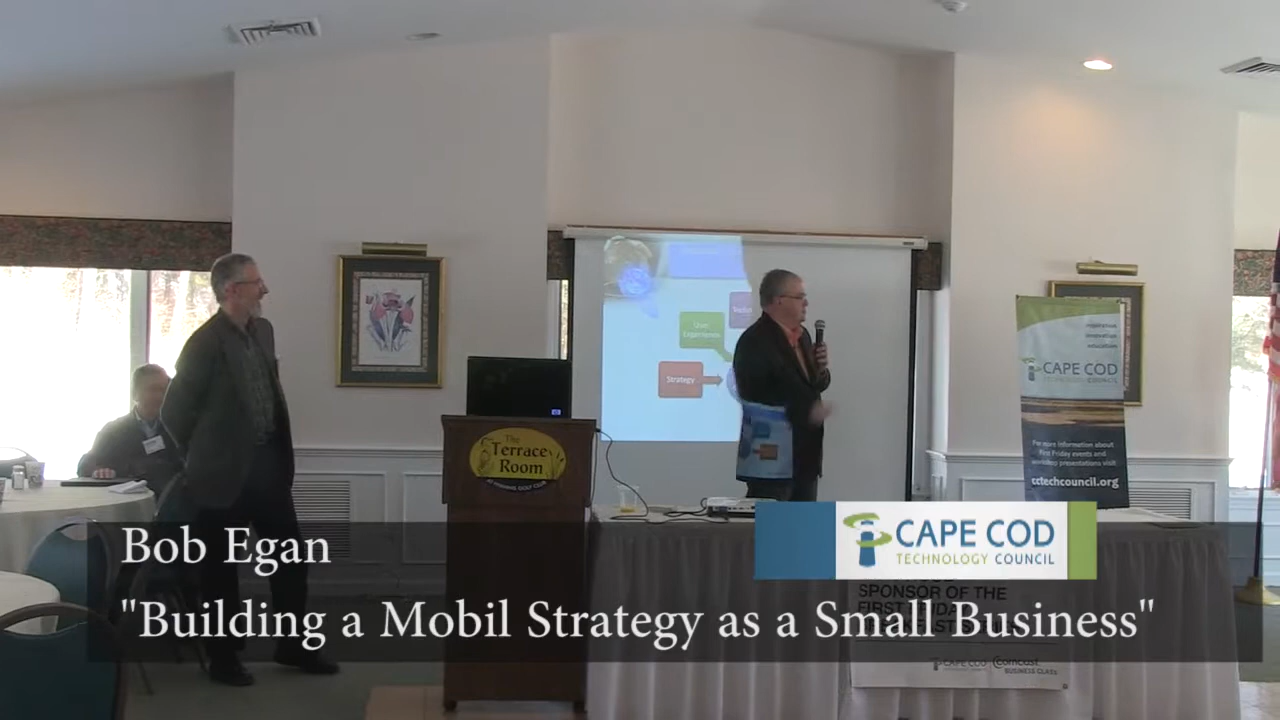 User
Experience
Strategy
inspiration
innovation
education
CAPE COD
TECHNOLOGY COUNCIL
For more information about
First Friday events and
workshop presentations visit
cctechcouncil.org
The
Terrace
Room
Bob Egan
CAPE COD
TECHNOLOGY COUNCIL
"Building a Mobil Strategy as a Small Business"
SPONSOR OF THE
CAPE COD
comcast
BUSINESS CLASS